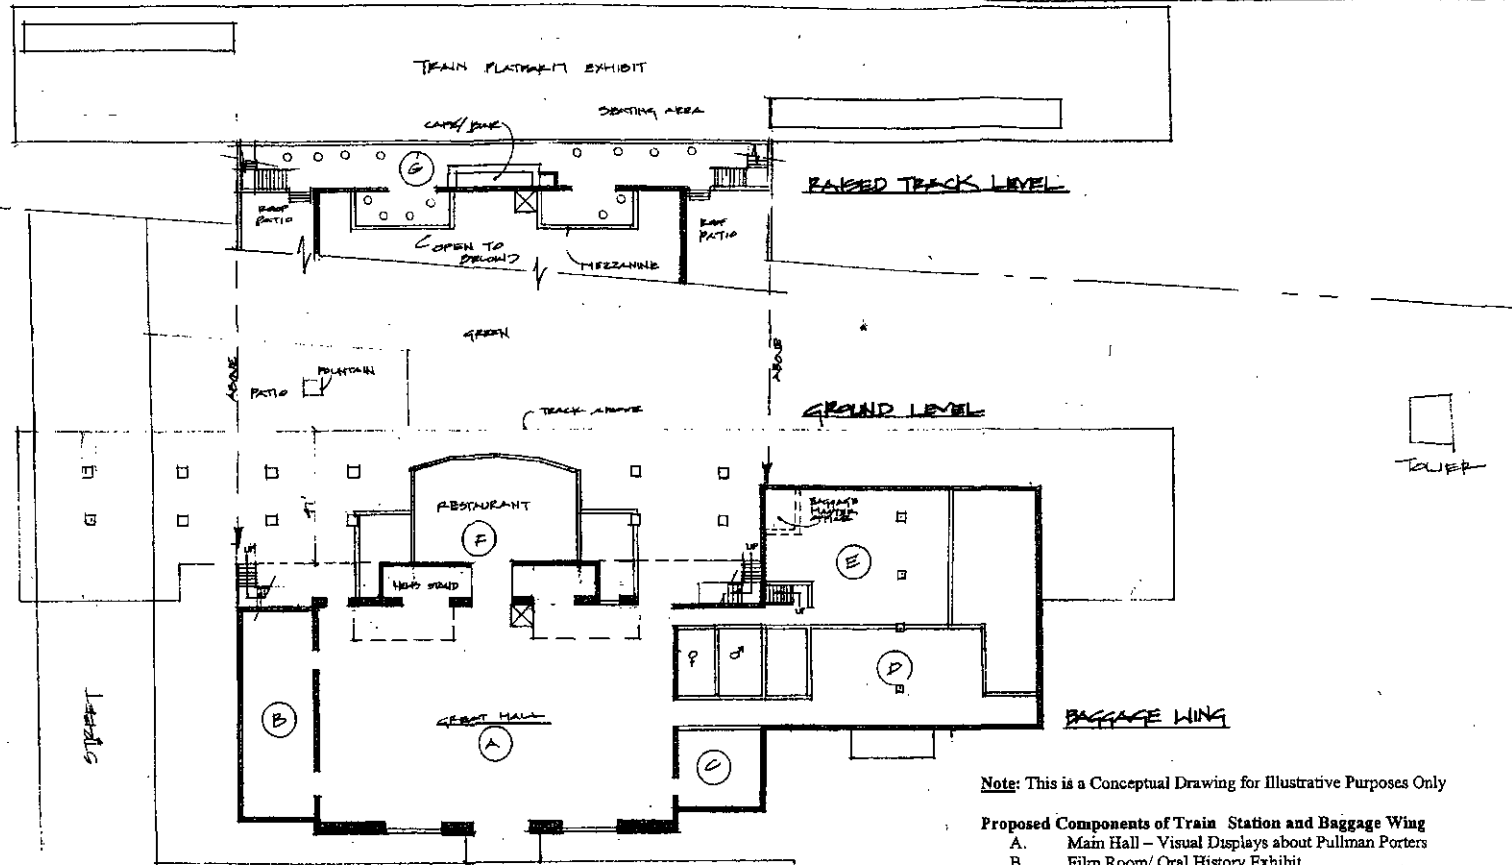 TRAIN PLATFORM EXHIBIT
SEATING AREA
CAFE/BAR
G
RAISED TRACK LEVEL
ROOF
PATIO
ROOF
PATIO
OPEN TO
BELOW
MEZZANINE
GREEN
ABOVE
ABOVE
FOUNTAIN
PATIO
TRACK ABOVE
GROUND LEVEL
TOWER
RESTAURANT
F
BAGGAGE
MASTER
E
UP
UP
NEWS STAND
UP
♀
♂
D
STREET
B
GREAT HALL
A
C
BAGGAGE WING
Note: This is a Conceptual Drawing for Illustrative Purposes Only
Proposed Components of Train Station and Baggage Wing
A. Main Hall – Visual Displays about Pullman Porters
B. Film Room/ Oral History Exhibit